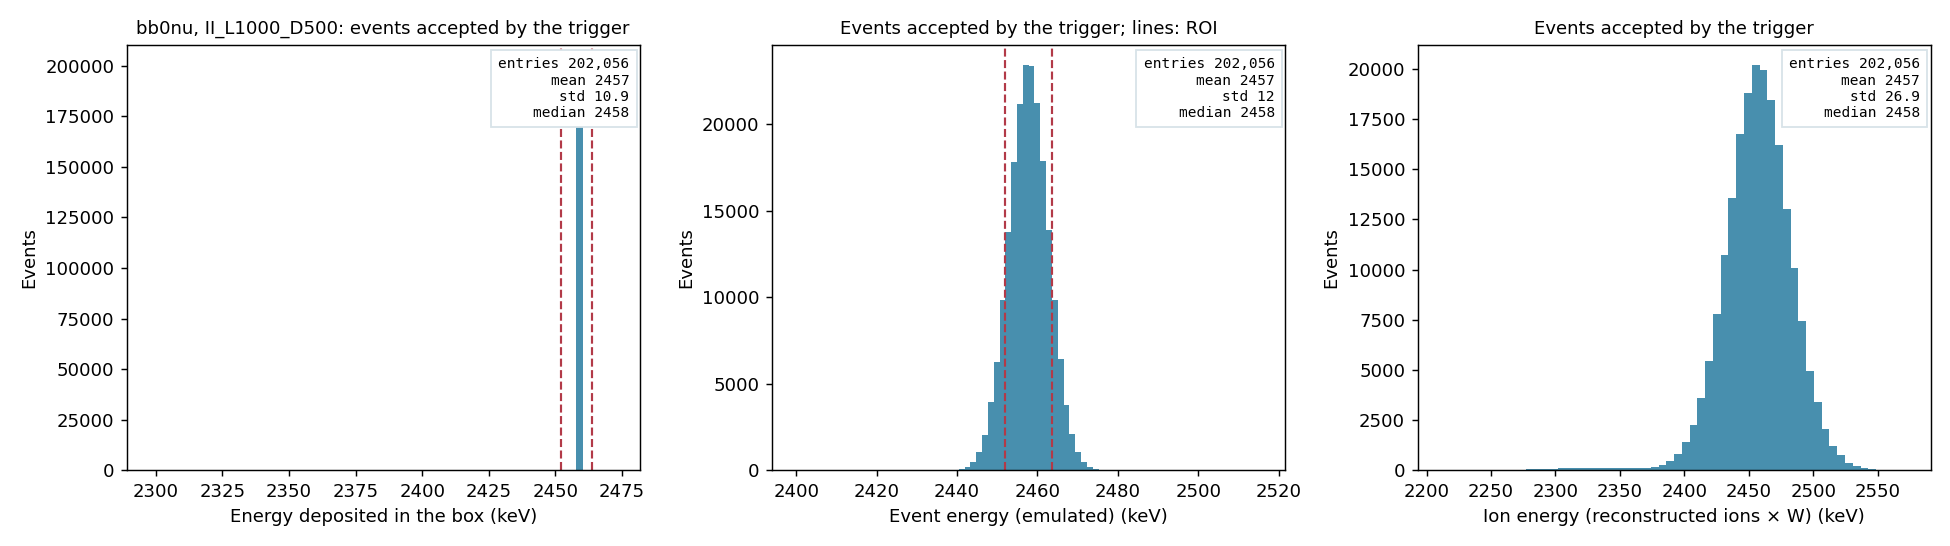 bb0nu, II_L1000_D500: events accepted by the trigger
entries 202,056
mean 2457
std 10.9
median 2458
200000
175000
150000
125000
100000
75000
50000
25000
0
Events
2300 2325 2350 2375 2400 2425 2450 2475
Energy deposited in the box (keV)
Events accepted by the trigger; lines: ROI
entries 202,056
mean 2457
std 12
median 2458
20000
15000
10000
5000
0
Events
2400 2420 2440 2460 2480 2500 2520
Event energy (emulated) (keV)
Events accepted by the trigger
entries 202,056
mean 2457
std 26.9
median 2458
20000
17500
15000
12500
10000
7500
5000
2500
0
Events
2200 2250 2300 2350 2400 2450 2500 2550
Ion energy (reconstructed ions × W) (keV)